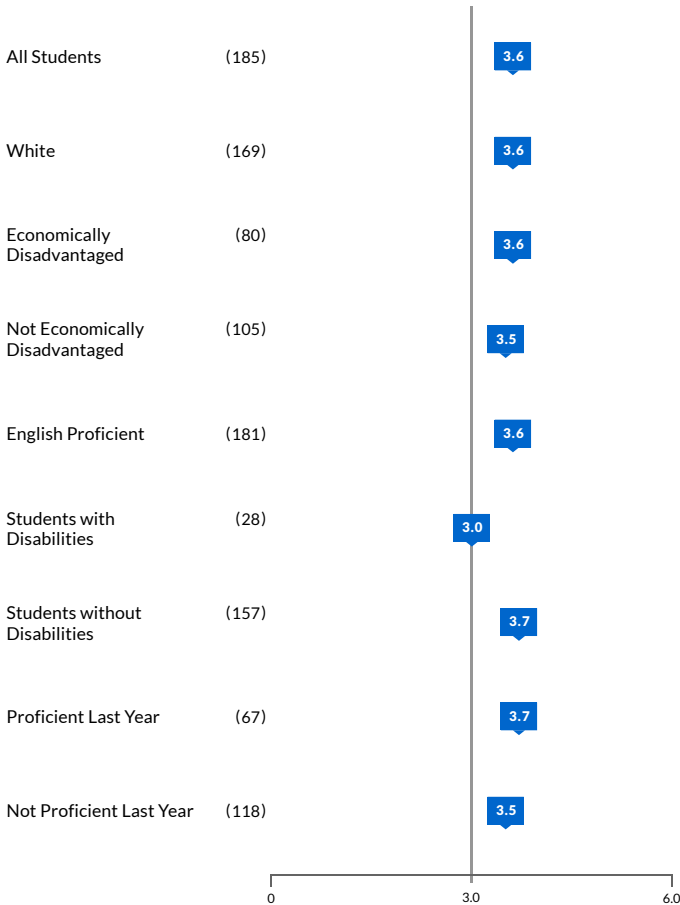 All Students (185) 3.6
White (169) 3.6
Economically (80)
Disadvantaged 3.6
Not Economically (105)
Disadvantaged 3.5
English Proficient (181) 3.6
Students with (28)
Disabilities 3.0
Students without (157)
Disabilities 3.7
Proficient Last Year (67) 3.7
Not Proficient Last Year (118) 3.5
0 3.0 6.0